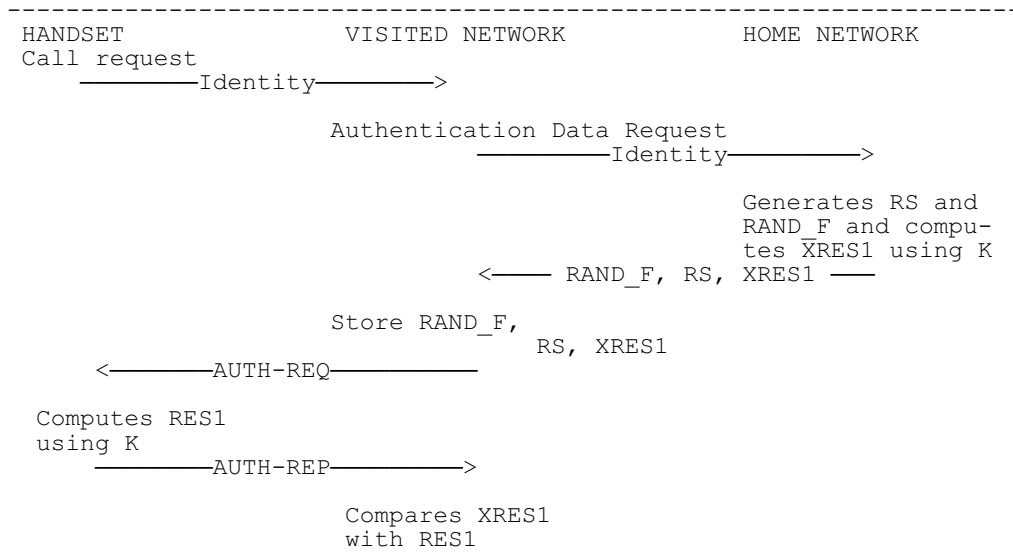 HANDSET VISITED NETWORK HOME NETWORK
Call request
Identity
Authentication Data Request
Identity
Generates RS and
RAND_F and compu-
tes XRES1 using K
RAND_F, RS, XRES1
Store RAND_F,
RS, XRES1
AUTH-REQ
Computes RES1
using K
AUTH-REP
Compares XRES1
with RES1